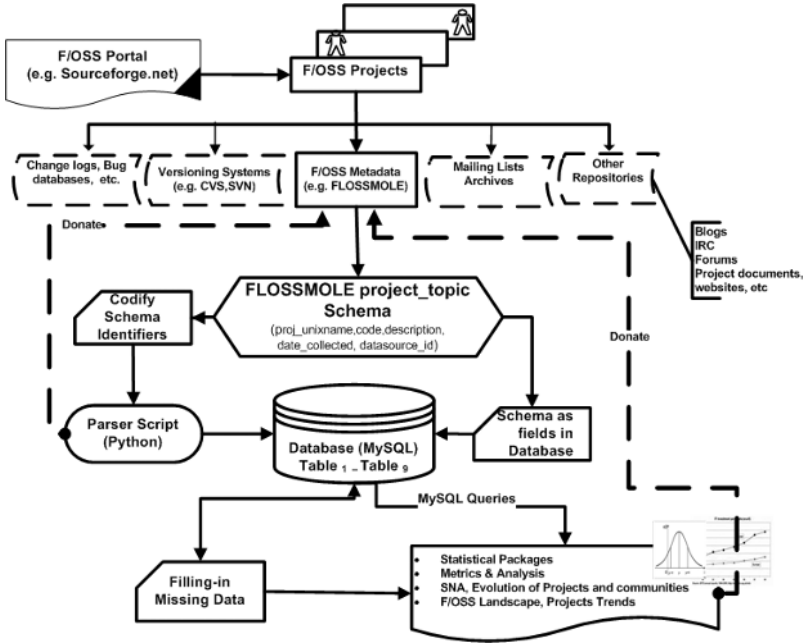 F/OSS Portal
(e.g. Sourceforge.net)
F/OSS Projects
Change logs, Bug
databases, etc.
Versioning Systems
(e.g. CVS,SVN)
F/OSS Metadata
(e.g. FLOSSMOLE)
Mailing Lists
Archives
Other
Repositories
Blogs
IRC
Forums
Project documents,
websites, etc
Donate
Codify
Schema
Identifiers
FLOSSMOLE project_topic
Schema
(proj_unixname,code,description,
date_collected, datasource_id)
Donate
Parser Script
(Python)
Database (MySQL)
Table 1 – Table 9
Schema as
fields in
Database
MySQL Queries
Filling-in
Missing Data
• Statistical Packages
• Metrics & Analysis
• SNA, Evolution of Projects and communities
• F/OSS Landscape, Projects Trends